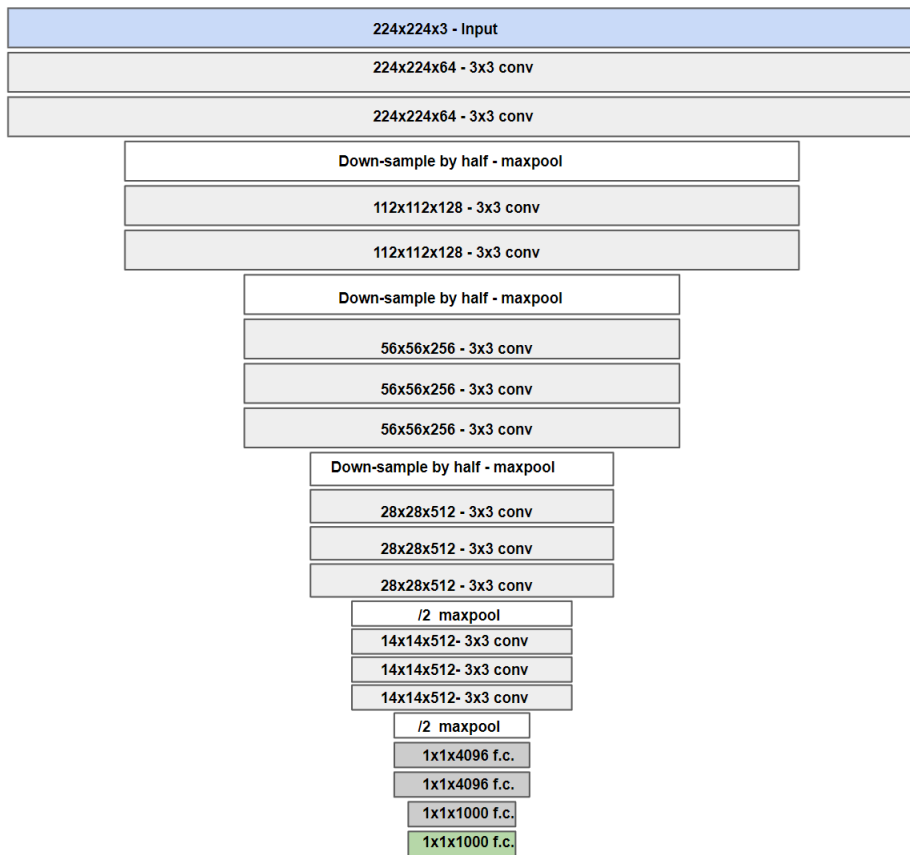 224x224x3 - Input
224x224x64 - 3x3 conv
224x224x64 - 3x3 conv
Down-sample by half - maxpool
112x112x128 - 3x3 conv
112x112x128 - 3x3 conv
Down-sample by half - maxpool
56x56x256 - 3x3 conv
56x56x256 - 3x3 conv
56x56x256 - 3x3 conv
Down-sample by half - maxpool
28x28x512 - 3x3 conv
28x28x512 - 3x3 conv
28x28x512 - 3x3 conv
/2 maxpool
14x14x512- 3x3 conv
14x14x512- 3x3 conv
14x14x512- 3x3 conv
/2 maxpool
1x1x4096 f.c.
1x1x4096 f.c.
1x1x1000 f.c.
1x1x1000 f.c.